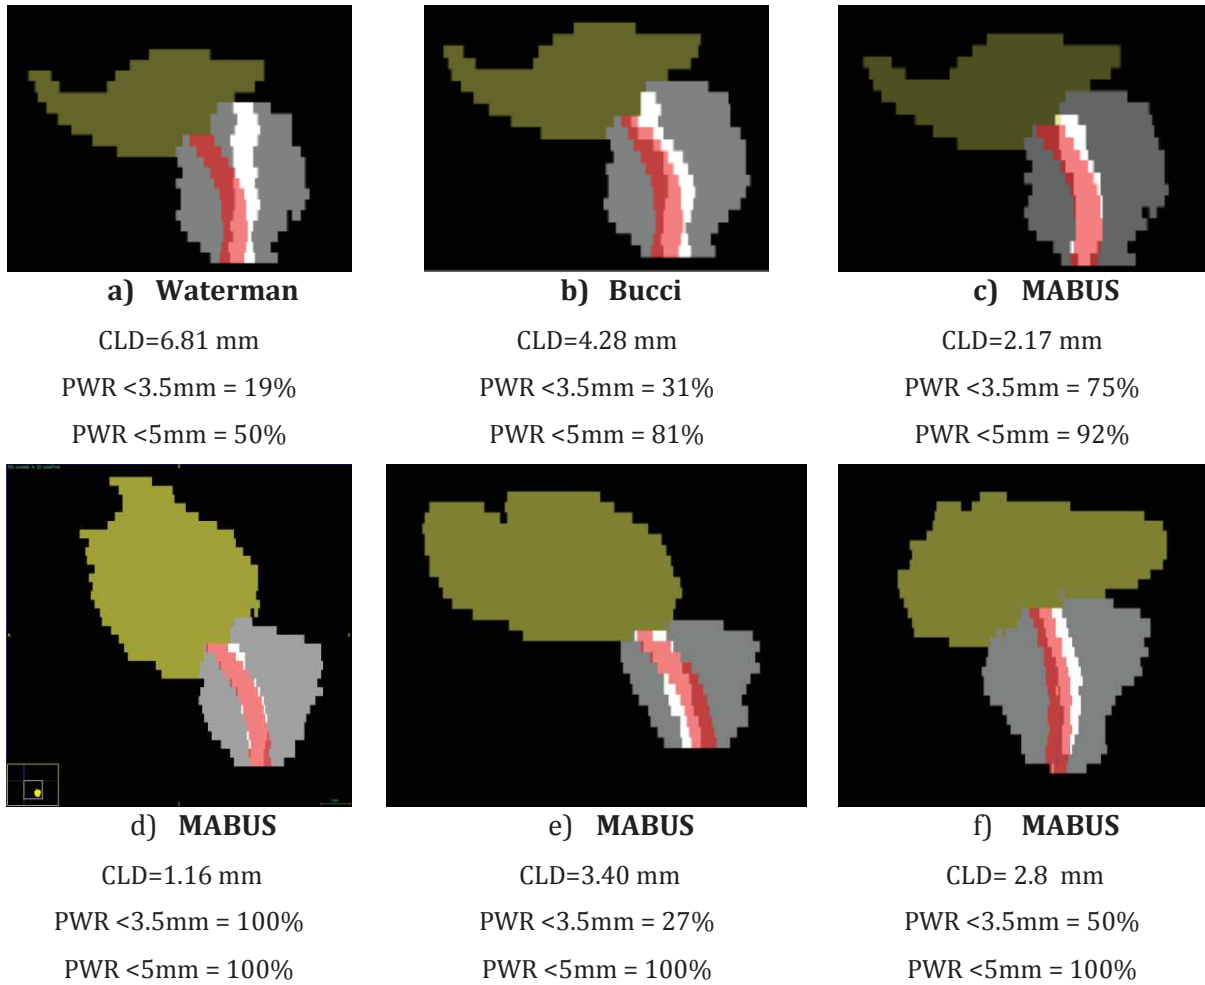 a) Waterman
CLD=6.81 mm
PWR <3.5mm = 19%
PWR <5mm = 50%
b) Bucci
CLD=4.28 mm
PWR <3.5mm = 31%
PWR <5mm = 81%
c) MABUS
CLD=2.17 mm
PWR <3.5mm = 75%
PWR <5mm = 92%
d) MABUS
CLD=1.16 mm
PWR <3.5mm = 100%
PWR <5mm = 100%
e) MABUS
CLD=3.40 mm
PWR <3.5mm = 27%
PWR <5mm = 100%
f) MABUS
CLD= 2.8 mm
PWR <3.5mm = 50%
PWR <5mm = 100%